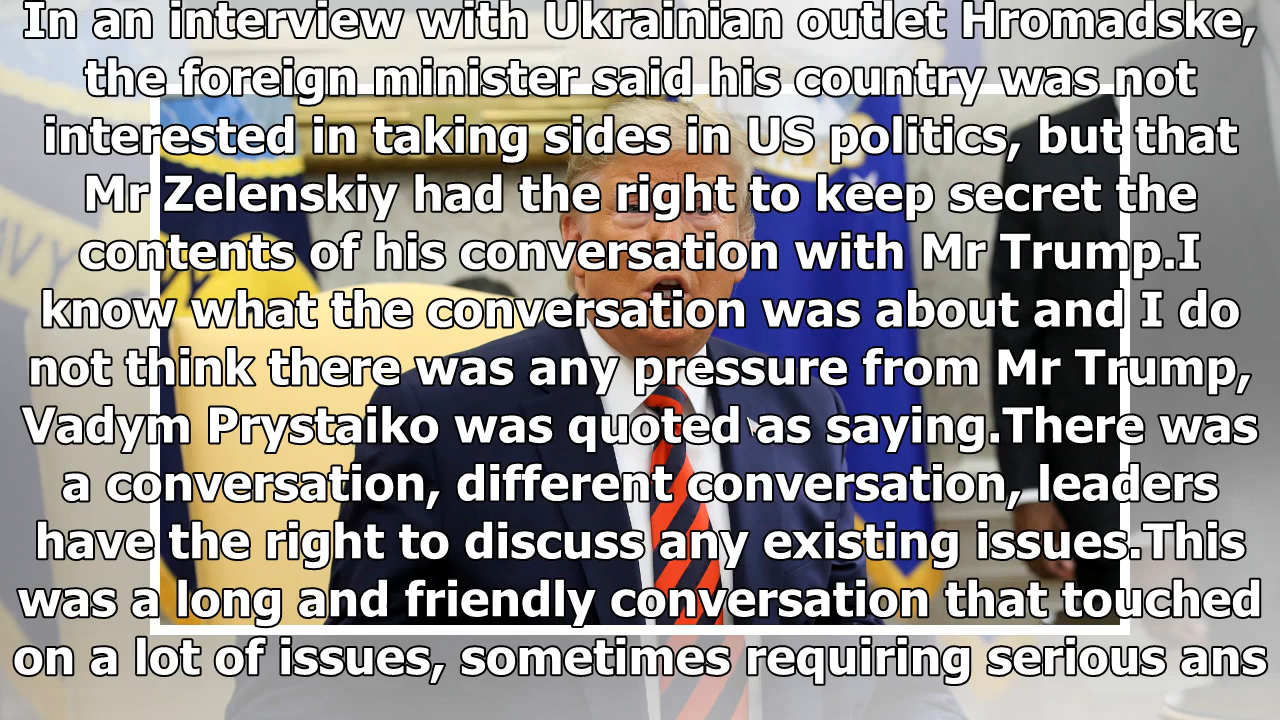 In an interview with Ukrainian outlet Hromadske,
the foreign minister said his country was not
interested in taking sides in US politics, but that
Mr Zelenskiy had the right to keep secret the
contents of his conversation with Mr Trump.I
know what the conversation was about and I do
not think there was any pressure from Mr Trump,
Vadym Prystaiko was quoted as saying.There was
a conversation, different conversation, leaders
have the right to discuss any existing issues.This
was a long and friendly conversation that touched
on a lot of issues, sometimes requiring serious ans